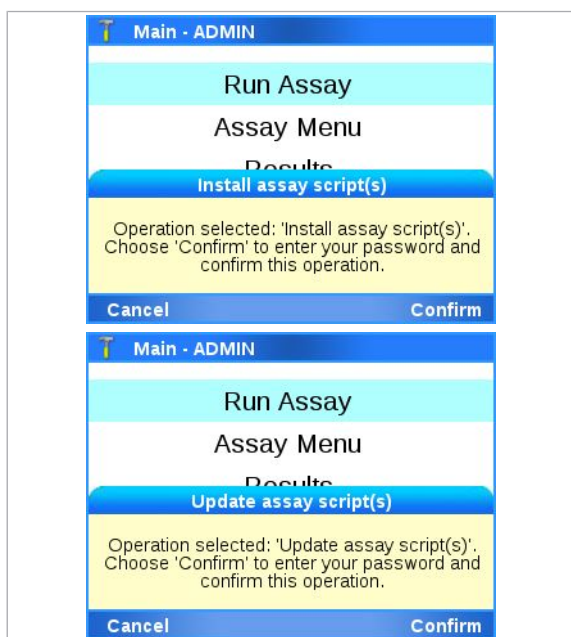 Main - ADMIN
Run Assay
Assay Menu
Results
Install assay script(s)
Operation selected: 'Install assay script(s)'.
Choose 'Confirm' to enter your password and
confirm this operation.
Cancel Confirm
Main - ADMIN
Run Assay
Assay Menu
Results
Update assay script(s)
Operation selected: 'Update assay script(s)'.
Choose 'Confirm' to enter your password and
confirm this operation.
Cancel Confirm